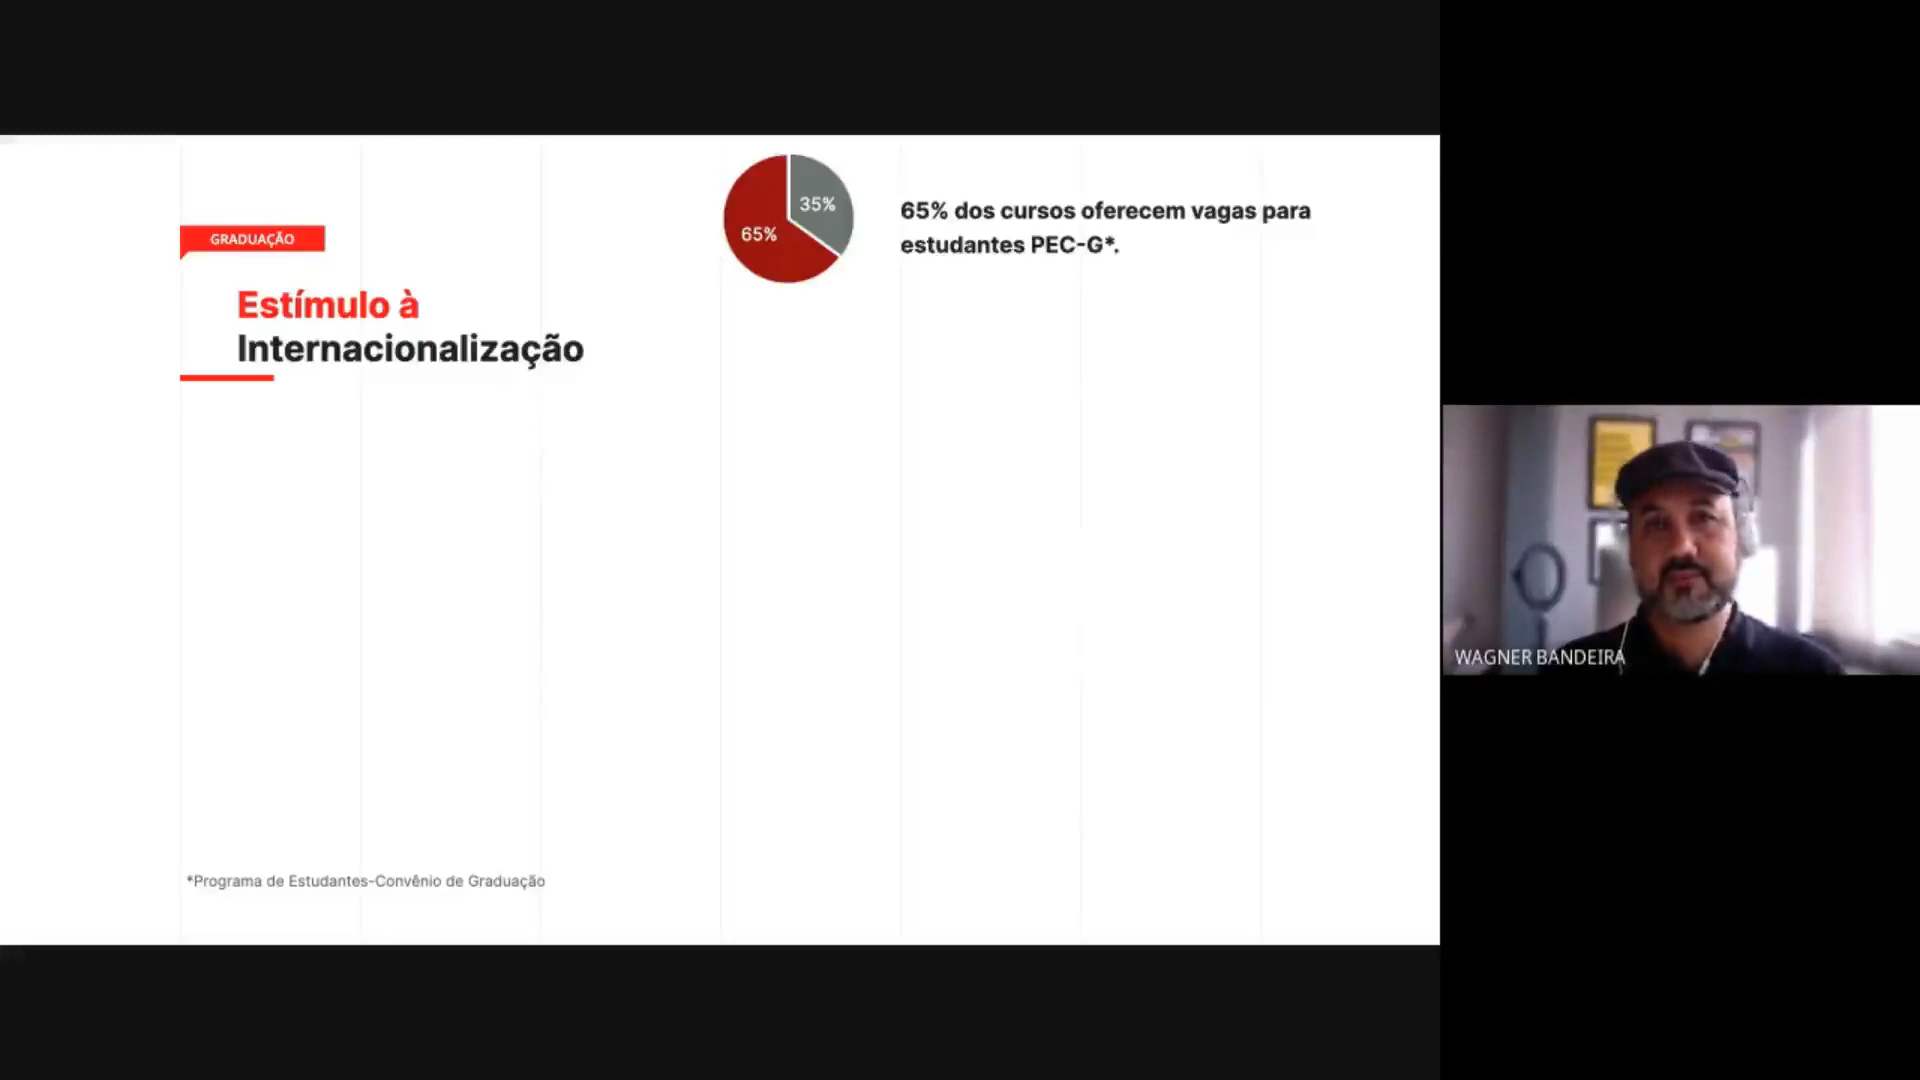 GRADUAÇÃO
Estímulo à
Internacionalização
35%
65%
65% dos cursos oferecem vagas para
estudantes PEC-G*.
*Programa de Estudantes-Convênio de Graduação
WAGNER BANDEIRA